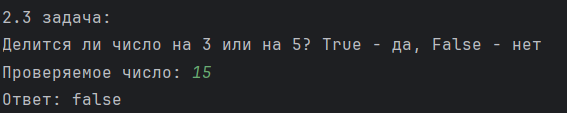 2.3 задача:
Делится ли число на 3 или на 5? True - да, False - нет
Проверяемое число: 15
Ответ: false